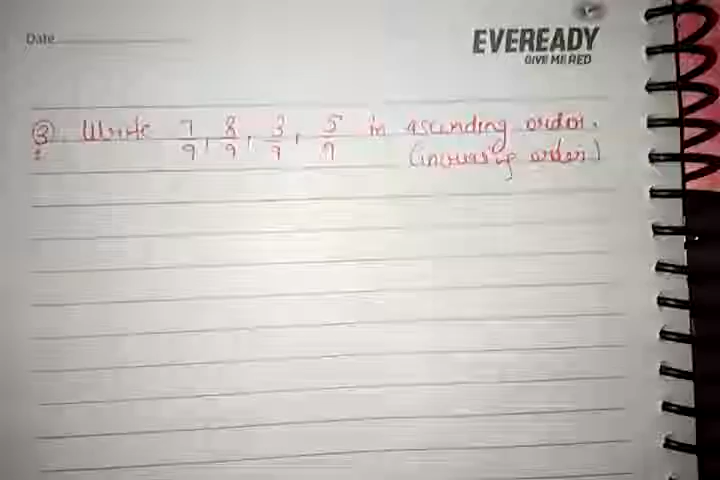 Date
EVEREADY
GIVE ME RED
Q. Write 7/9, 8/9, 3/9, 5/9 in ascending order.
(increasing order)